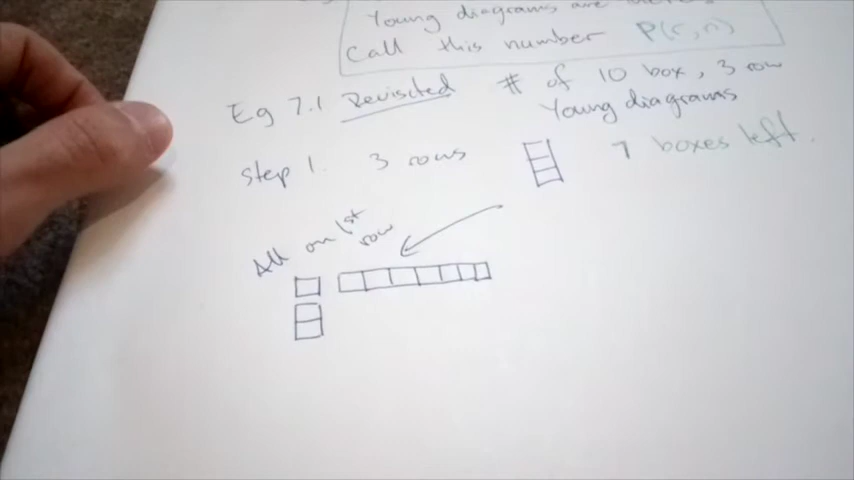 Young diagrams are there?
Call this number P(r,n)
Eg 7.1 Revisited # of 10 box, 3 row
Young diagrams
Step 1. 3 rows 7 boxes left.
All on 1st
row